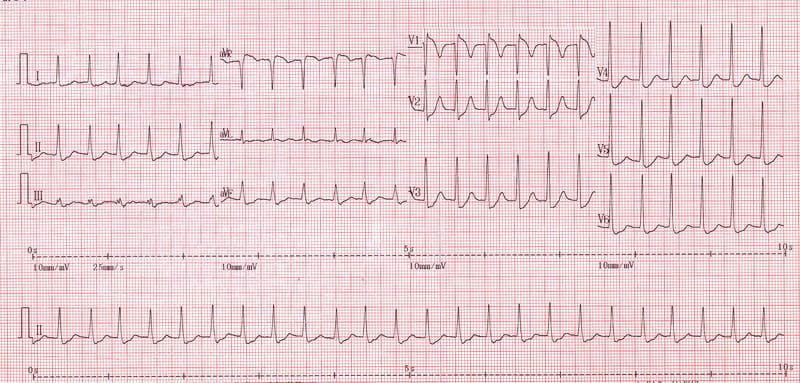 I aVR V1 V4
V2
II aVL V5
III aVF V3
V6
0s 5s 10s
10mm/mV 25mm/s 10mm/mV 10mm/mV 10mm/mV
II
0s 5s 10s